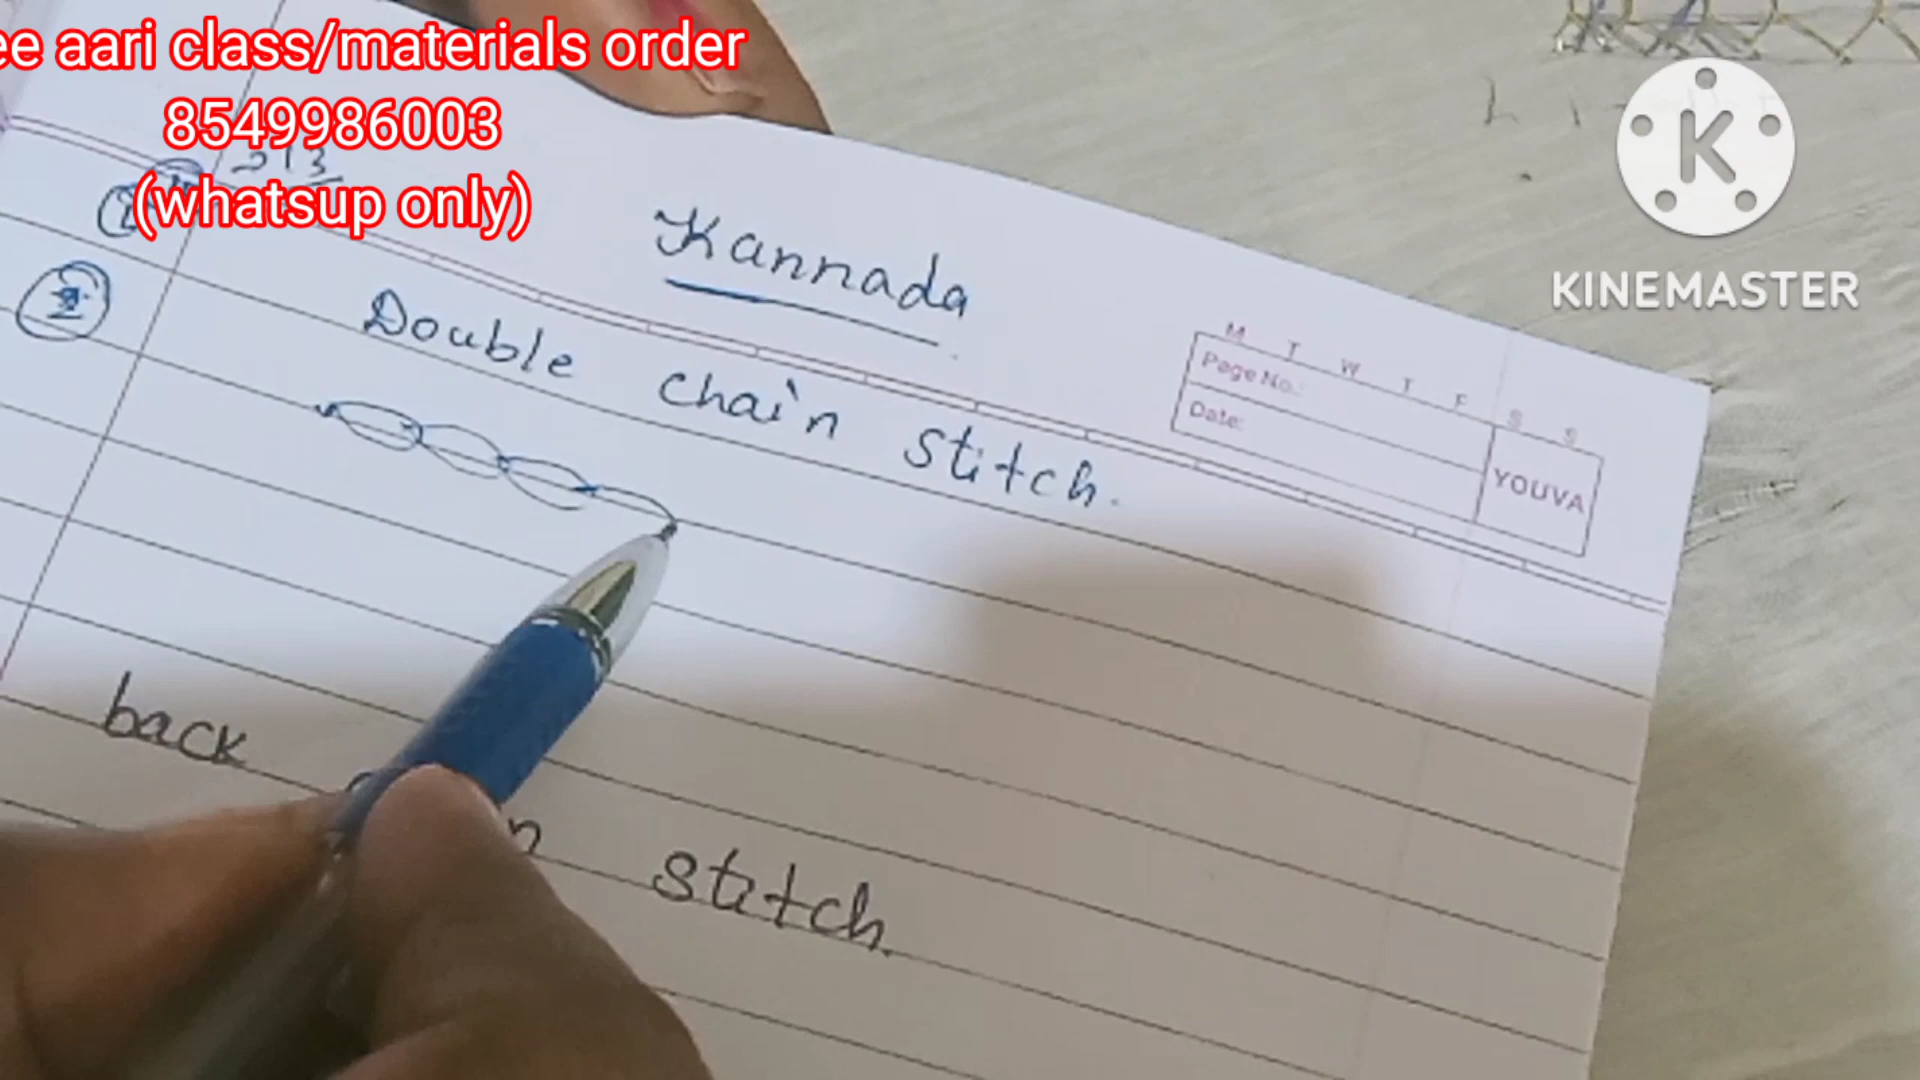 ee aari class/materials order
8549986003
(whatsup only)
KINEMASTER
Kannada
2
Double chain stitch.
M T W T F S S
Page No.:
Date:
YOUVA
back
stitch